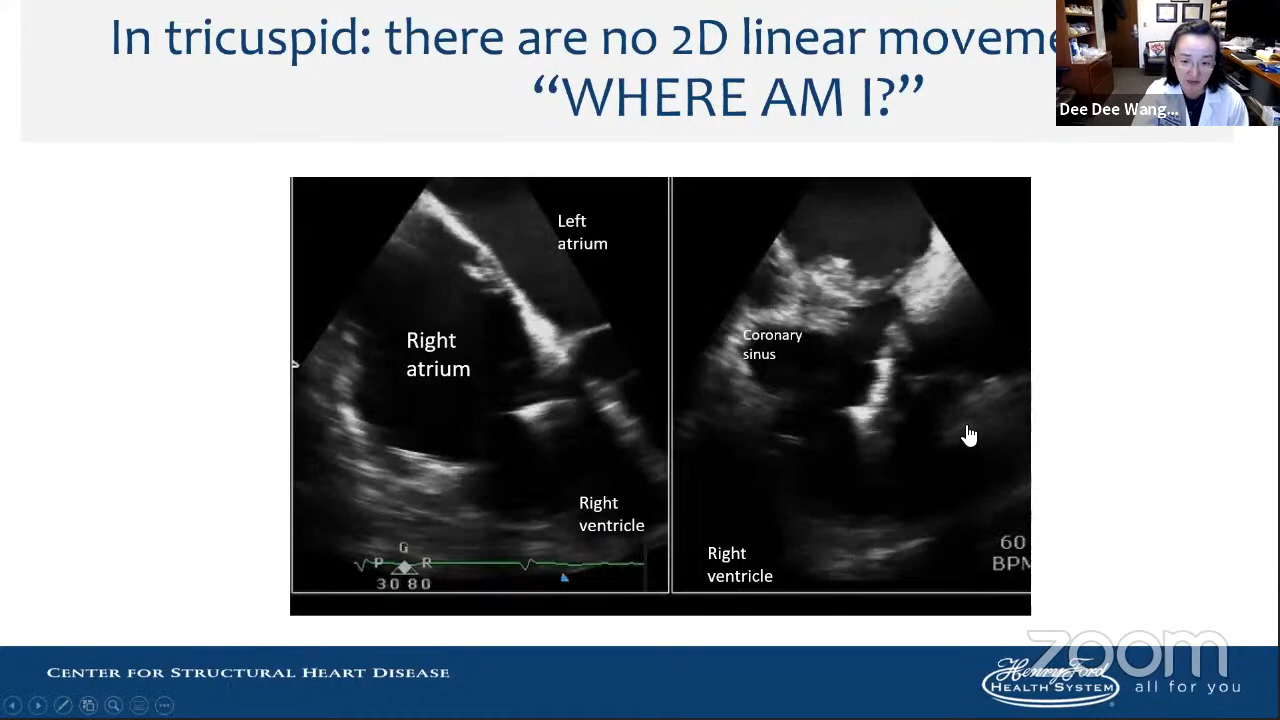 In tricuspid: there are no 2D linear movem
“WHERE AM I?”
Dee Dee Wang...
Left
atrium
Right
atrium
Coronary
sinus
Right
ventricle
Right
ventricle
G
P R
30 80
60
BPM
zoom
CENTER FOR STRUCTURAL HEART DISEASE
Henry Ford
HEALTH SYSTEM
all for you